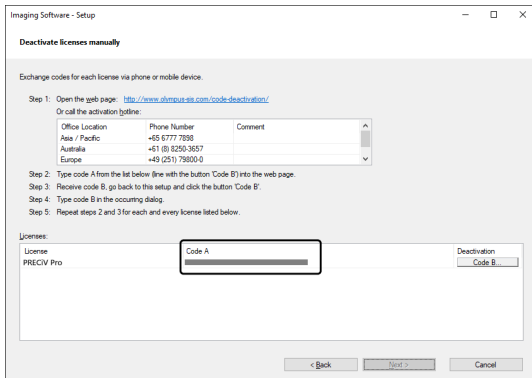 Imaging Software - Setup
Deactivate licenses manually
Exchange codes for each license via phone or mobile device.
Step 1: Open the web page: http://www.olympus-sis.com/code-deactivation/
Or call the activation hotline:
Office Location Phone Number Comment
Asia / Pacific +65 6777 7898
Australia +61 (8) 8250-3657
Europe +49 (251) 79800-0
Step 2: Type code A from the list below (line with the button 'Code B') into the web page.
Step 3: Receive code B, go back to this setup and click the button 'Code B'.
Step 4: Type code B in the occurring dialog.
Step 5: Repeat steps 2 and 3 for each and every license listed below.
Licenses:
License Code A Deactivation
PRECiV Pro Code B...
< Back Next > Cancel